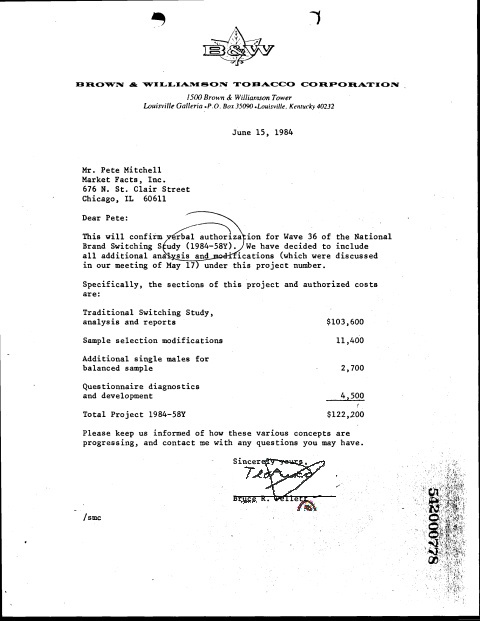 B&W
BROWN & WILLIAMSON TOBACCO CORPORATION
1500 Brown & Williamson Tower
Louisville Galleria • P.O. Box 35090 • Louisville, Kentucky 40232
June 15, 1984
Mr. Pete Mitchell
Market Facts, Inc.
676 N. St. Clair Street
Chicago, IL 60611
Dear Pete:
This will confirm verbal authorization for Wave 36 of the National
Brand Switching Study (1984-58Y). We have decided to include
all additional analysis and modifications (which were discussed
in our meeting of May 17) under this project number.
Specifically, the sections of this project and authorized costs
are:
Traditional Switching Study,
analysis and reports $103,600
Sample selection modifications 11,400
Additional single males for
balanced sample 2,700
Questionnaire diagnostics
and development 4,500
Total Project 1984-58Y $122,200
Please keep us informed of how these various concepts are
progressing, and contact me with any questions you may have.
Sincerely yours,
Bruce R.
/smc
542000778